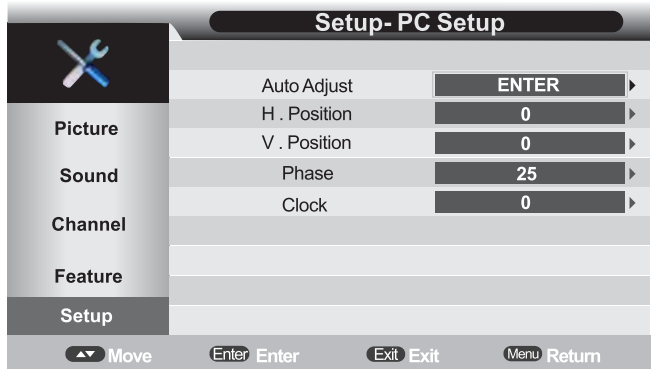 Setup- PC Setup
Auto Adjust ENTER
H . Position 0
V . Position 0
Phase 25
Clock 0
Picture
Sound
Channel
Feature
Setup
Move Enter Enter Exit Exit Menu Return